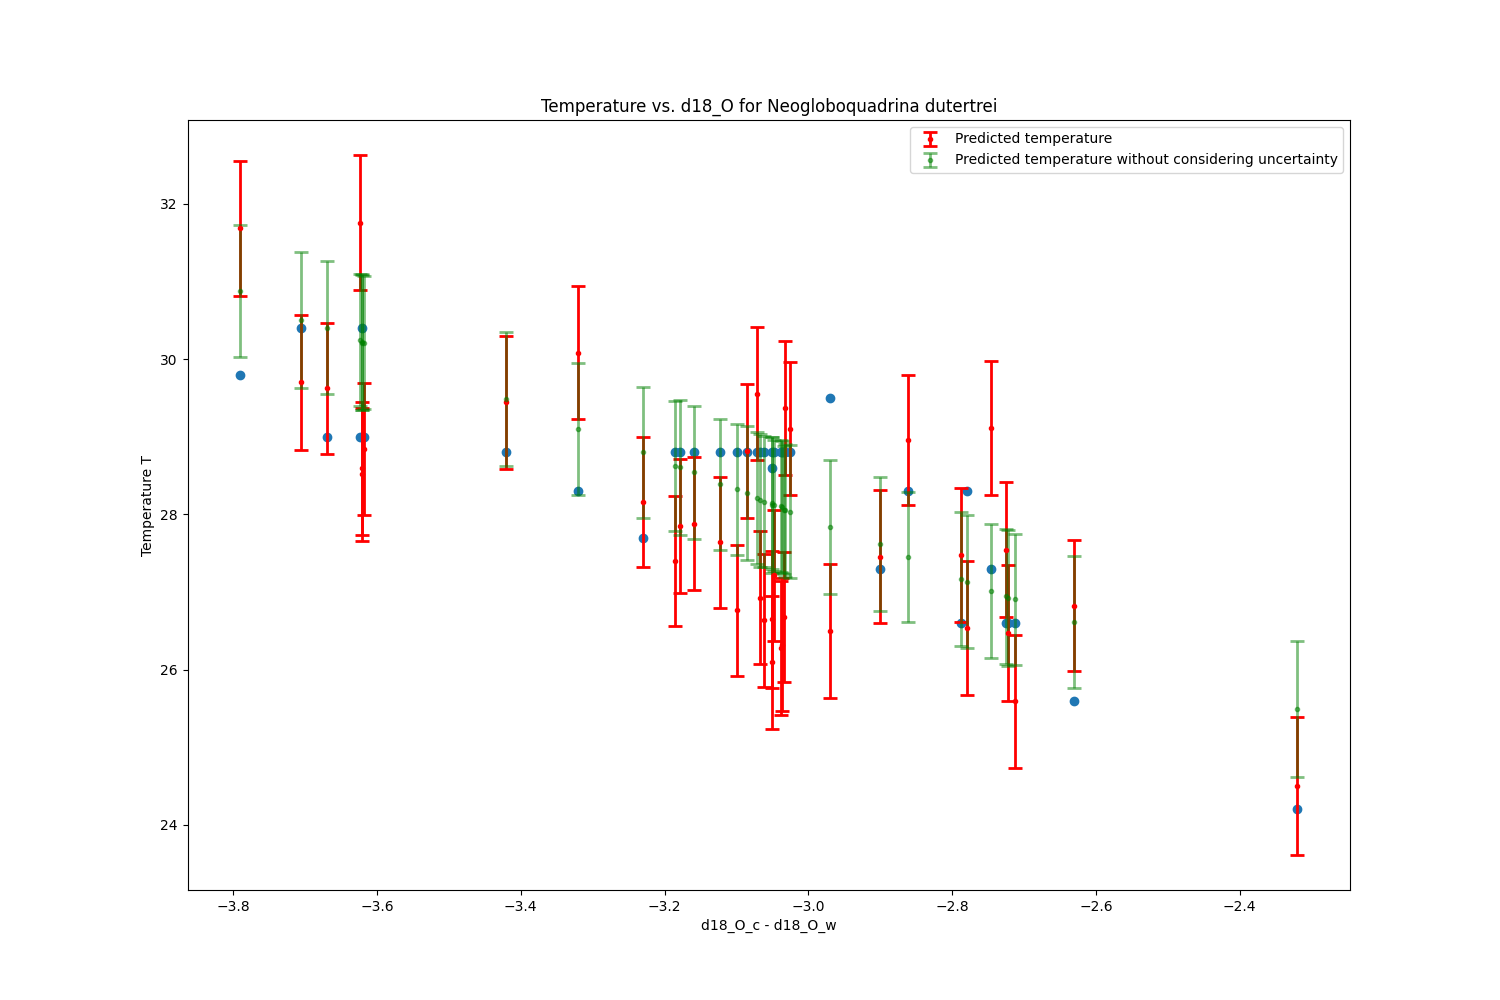 Temperature vs. d18_O for Neogloboquadrina dutertrei
Predicted temperature
Predicted temperature without considering uncertainty
Temperature T
32
30
28
26
24
−3.8 −3.6 −3.4 −3.2 −3.0 −2.8 −2.6 −2.4
d18_O_c - d18_O_w